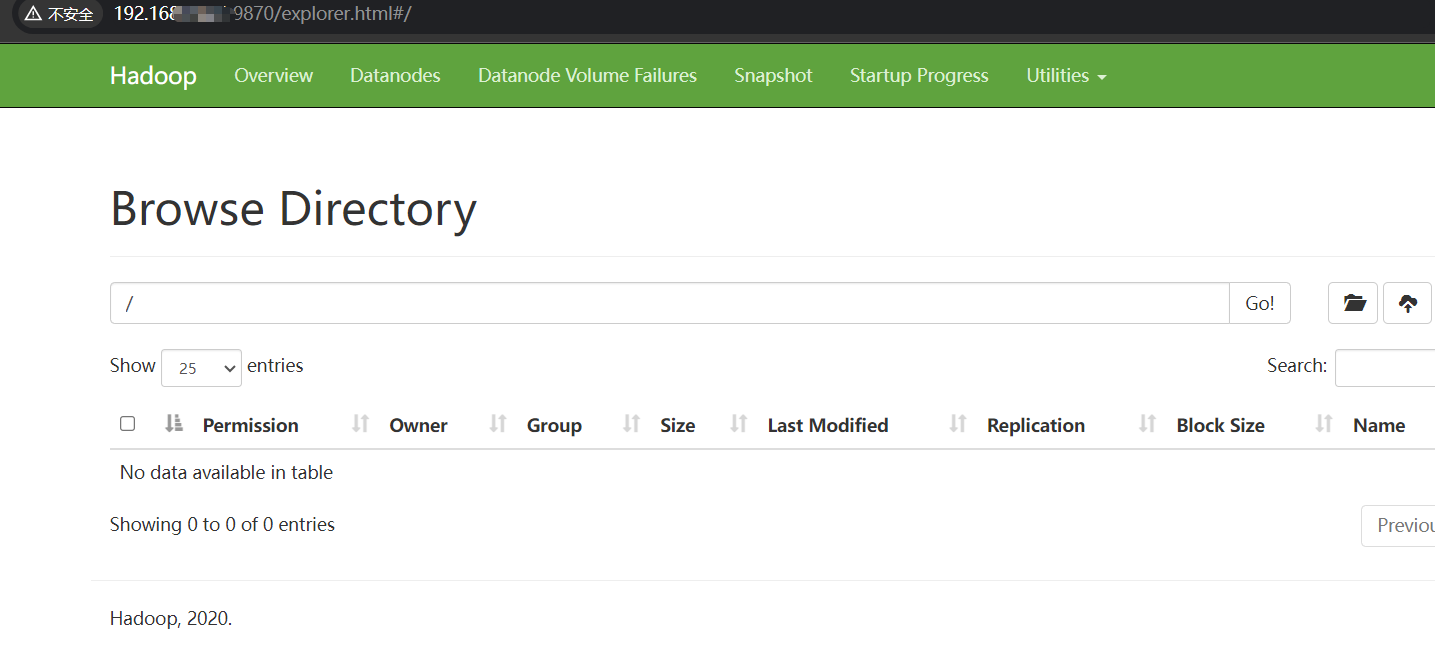 不安全 192.168 9870/explorer.html#/
Hadoop Overview Datanodes Datanode Volume Failures Snapshot Startup Progress Utilities
Browse Directory
/ Go!
Show 25 entries Search:
Permission Owner Group Size Last Modified Replication Block Size Name
No data available in table
Showing 0 to 0 of 0 entries
Hadoop, 2020.